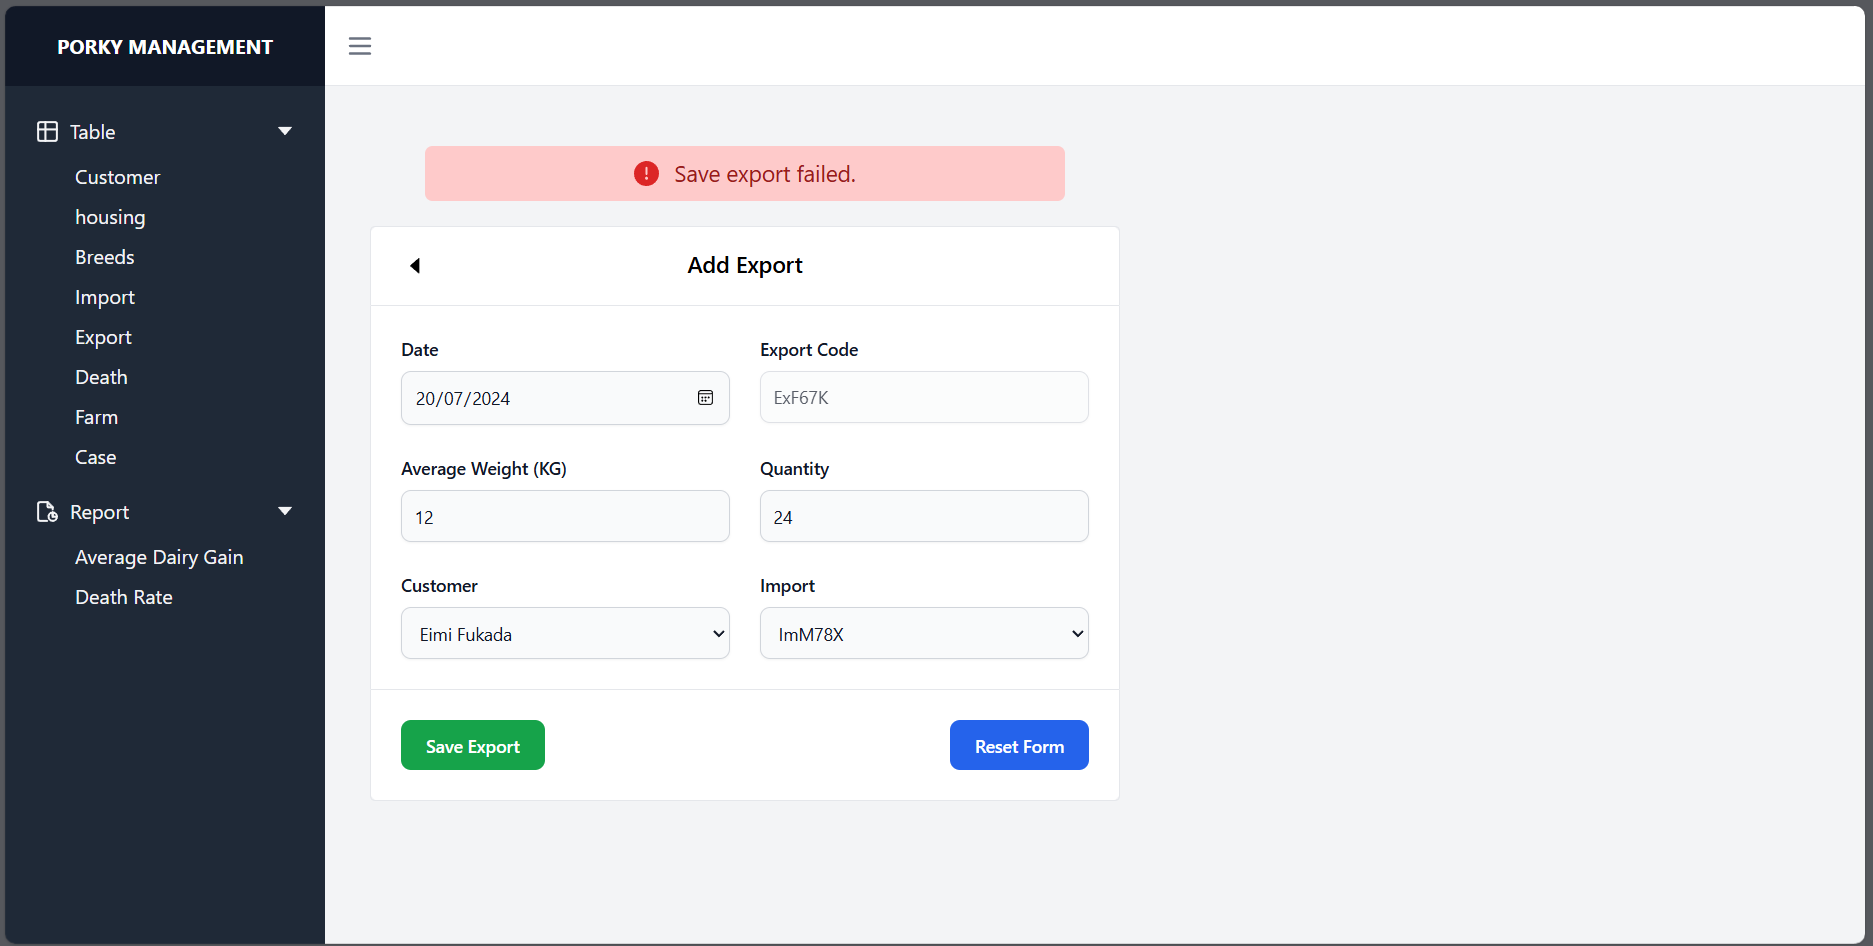 PORKY MANAGEMENT
Table
Customer
housing
Breeds
Import
Export
Death
Farm
Case
Report
Average Dairy Gain
Death Rate
Save export failed.
Add Export
Date
Export Code
20/07/2024
ExF67K
Average Weight (KG)
Quantity
12
24
Customer
Import
Eimi Fukada
ImM78X
Save Export
Reset Form